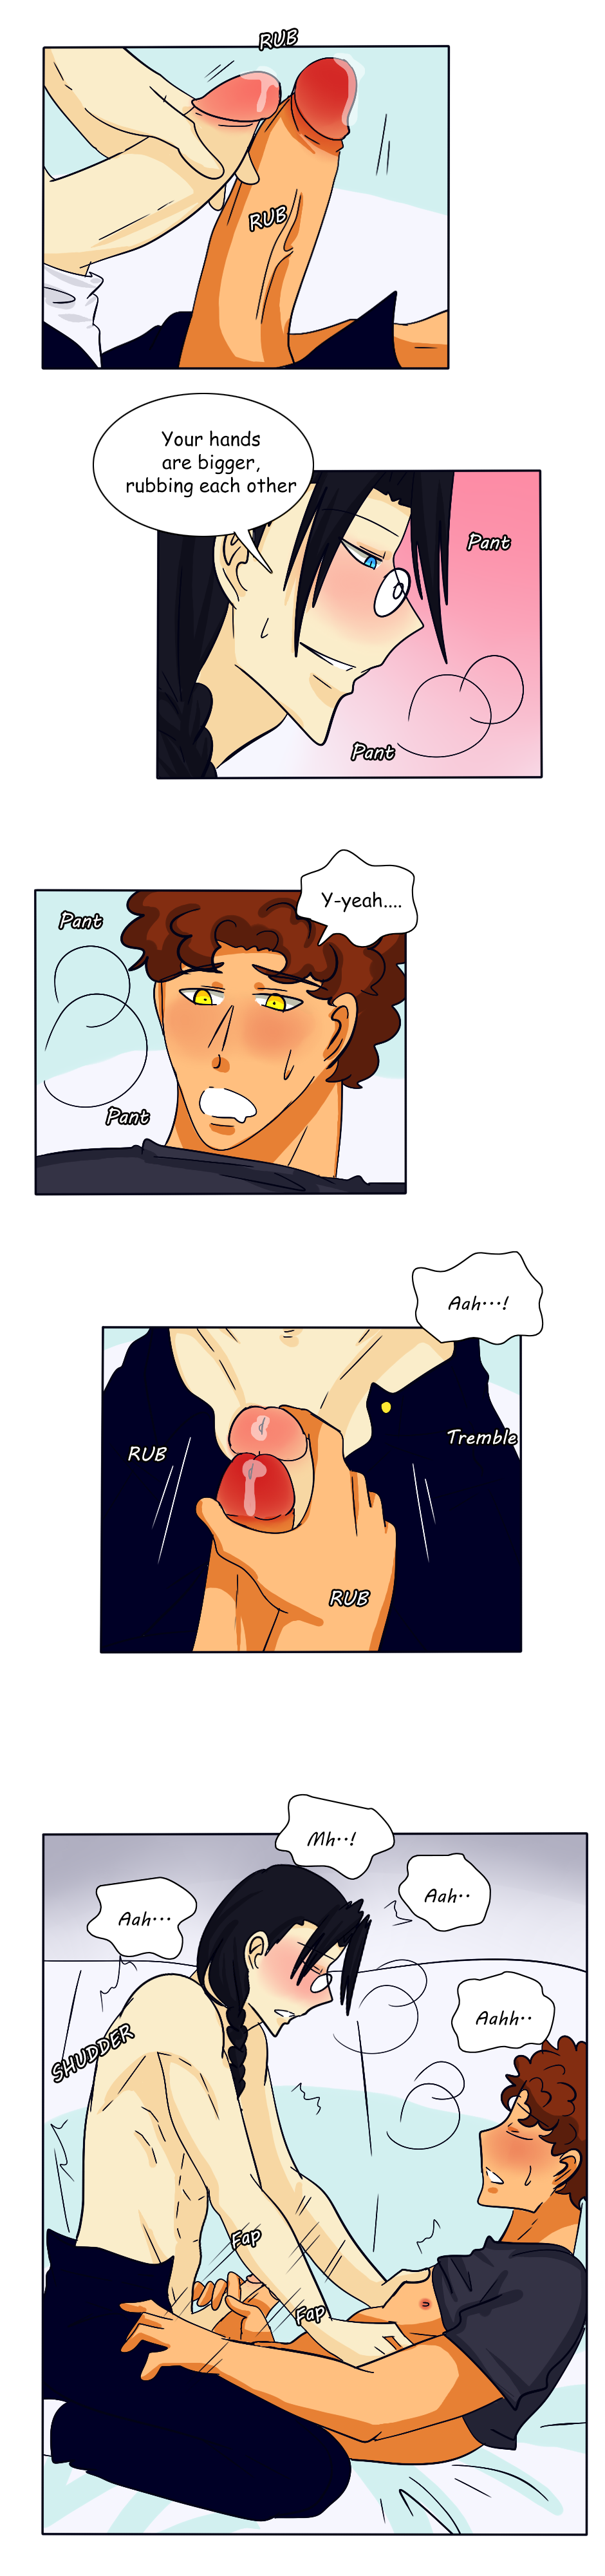 RUB
RUB
Your hands
are bigger,
rubbing each other
Pant
Pant
Y-yeah....
Pant
Pant
Aah...!
RUB
Tremble
RUB
Mh..!
Aah..
Aah...
Aahh..
SHUDDER
Fap
Fap